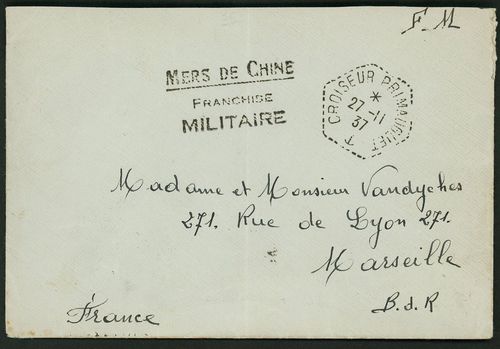 F. M
MERS DE CHINE
FRANCHISE
MILITAIRE
CROISEUR PRIMAUGUET
27-11
37
Madame et Monsieur Vandyches
271. Rue de Lyon 271.
Marseille
B.d.R
France